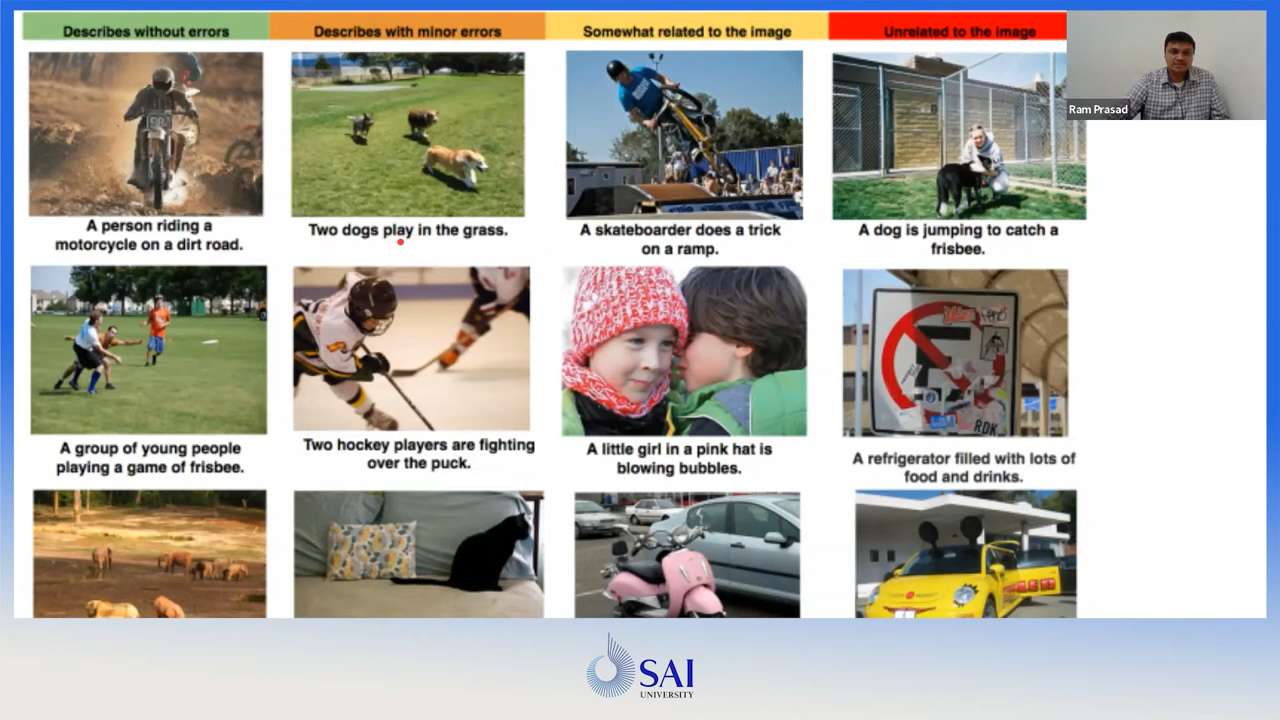 Describes without errors
Describes with minor errors
Somewhat related to the image
Unrelated to the image
Ram Prasad
A person riding a
motorcycle on a dirt road.
Two dogs play in the grass.
A skateboarder does a trick
on a ramp.
A dog is jumping to catch a
frisbee.
A group of young people
playing a game of frisbee.
Two hockey players are fighting
over the puck.
A little girl in a pink hat is
blowing bubbles.
RDK
A refrigerator filled with lots of
food and drinks.
SAI
UNIVERSITY